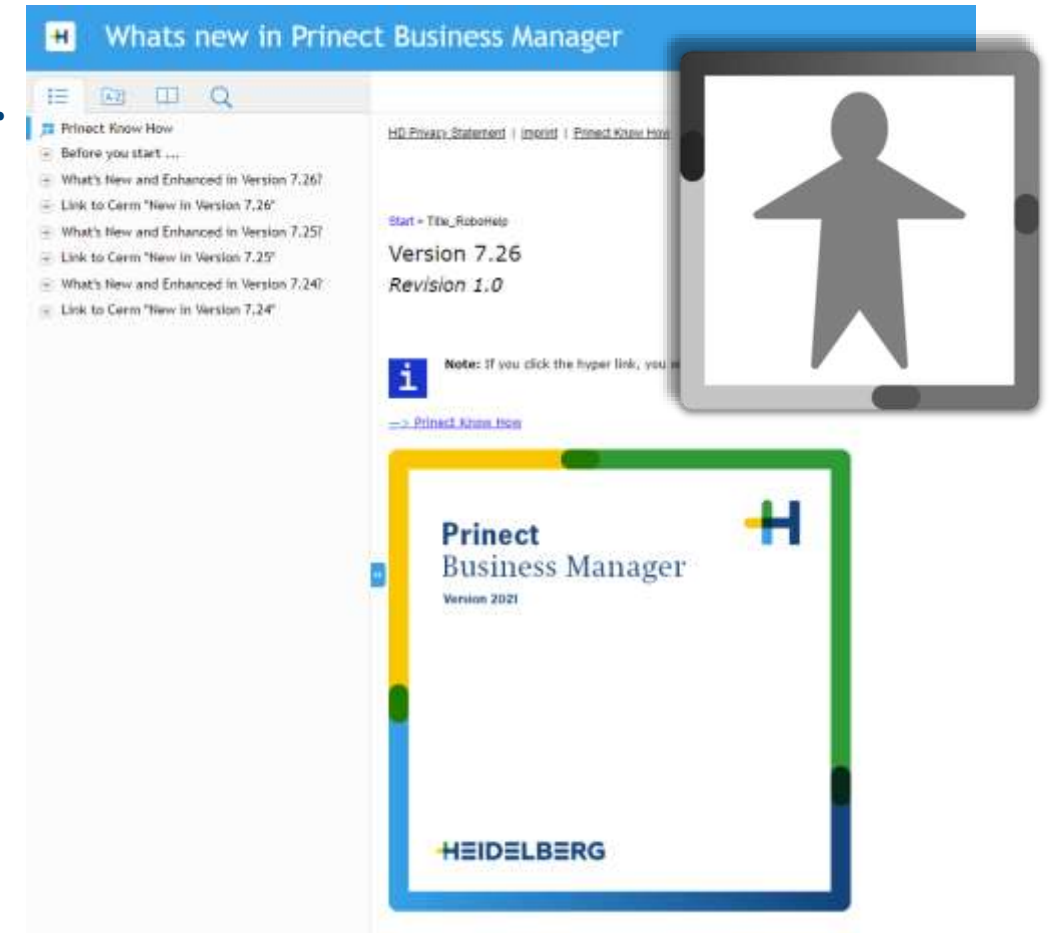 Whats new in Prinect Business Manager
Prinect Know How
Before you start ...
What's New and Enhanced in Version 7.26?
Link to Cerm "New in Version 7.26"
What's New and Enhanced in Version 7.25?
Link to Cerm "New in Version 7.25"
What's New and Enhanced in Version 7.24?
Link to Cerm "New in Version 7.24"
HD Privacy Statement | Imprint | Prinect Know How
Start » Title_RoboHelp
Version 7.26
Revision 1.0
Note: If you click the hyper link, you
—> Prinect Know How
Prinect
Business Manager
Version 2021
HEIDELBERG